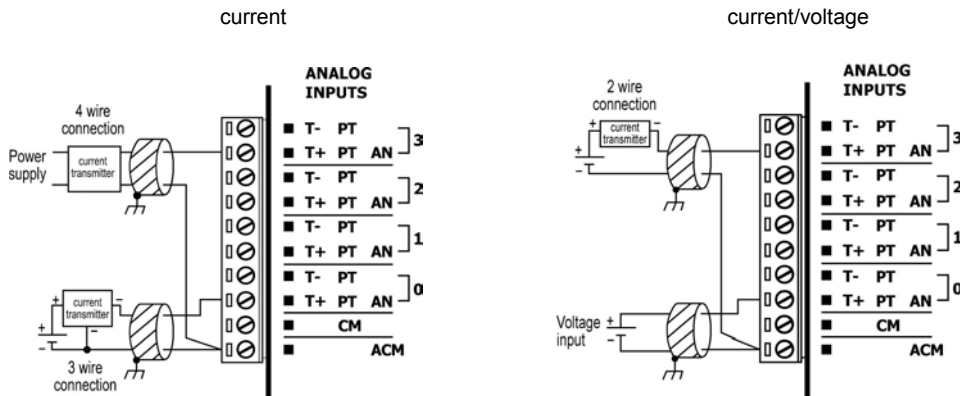 current
ANALOG
INPUTS
4 wire
connection
Power
supply
current
transmitter
T- PT
T+ PT AN
3
T- PT
T+ PT AN
2
T- PT
T+ PT AN
1
T- PT
T+ PT AN
0
CM
ACM
+
-
current
transmitter
-
-
3 wire
connection
current/voltage
ANALOG
INPUTS
2 wire
connection
+
current
transmitter
-
+
-
T- PT
T+ PT AN
3
T- PT
T+ PT AN
2
T- PT
T+ PT AN
1
T- PT
T+ PT AN
0
CM
ACM
Voltage
input
+
-